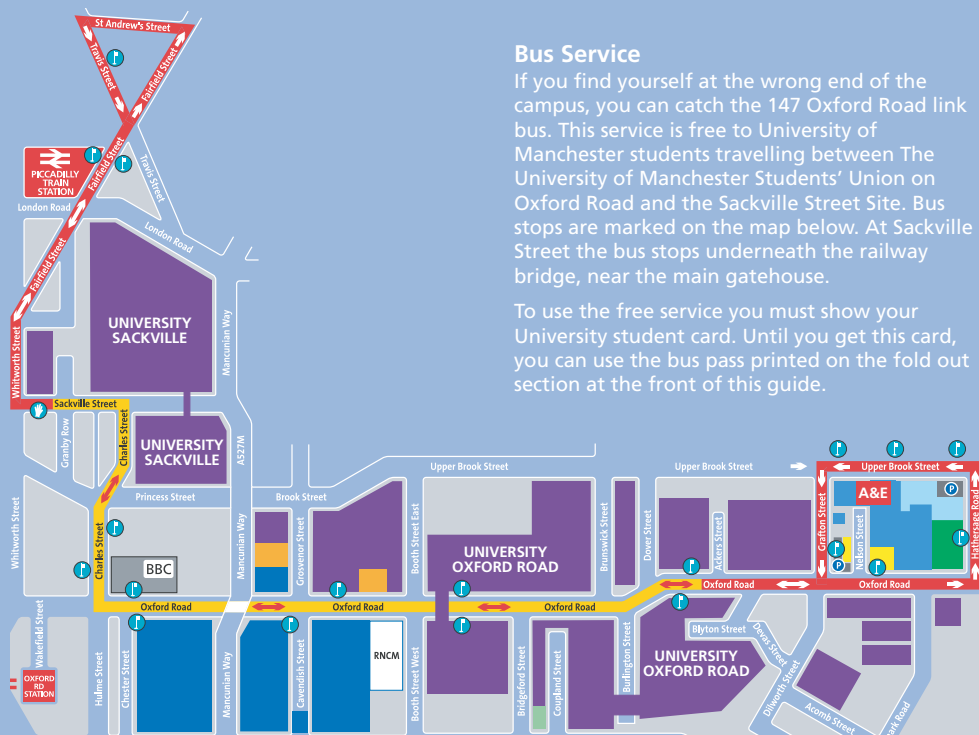 Bus Service
If you find yourself at the wrong end of the
campus, you can catch the 147 Oxford Road link
bus. This service is free to University of
Manchester students travelling between The
University of Manchester Students' Union on
Oxford Road and the Sackville Street Site. Bus
stops are marked on the map below. At Sackville
Street the bus stops underneath the railway
bridge, near the main gatehouse.
To use the free service you must show your
University student card. Until you get this card,
you can use the bus pass printed on the fold out
section at the front of this guide.
St Andrew's Street
Travis Street
Fairfield Street
Fairfield Street
Travis Street
PICCADILLY
TRAIN
STATION
London Road
London Road
Fairfield Street
UNIVERSITY
SACKVILLE
Mancunian Way
Whitworth Street
Sackville Street
Granby Row
Charles Street
UNIVERSITY
SACKVILLE
A527M
Princess Street
Brook Street
Upper Brook Street
Upper Brook Street
Upper Brook Street
Whitworth Street
Charles Street
BBC
Mancunian Way
Grosvenor Street
Booth Street East
UNIVERSITY
OXFORD ROAD
Brunswick Street
Dover Street
Ackers Street
Grafton Street
A&E
P
Nelson Street
P
Hathersage Road
Oxford Road
Oxford Road
Oxford Road
Oxford Road
Oxford Road
Wakefield Street
OXFORD
RD
STATION
Hulme Street
Chester Street
Mancunian Way
Cavendish Street
RNCM
Booth Street West
Bridgeford Street
Coupland Street
Burlington Street
Blyton Street
UNIVERSITY
OXFORD ROAD
Devas Street
Dilworth Street
Acomb Street
ark Road